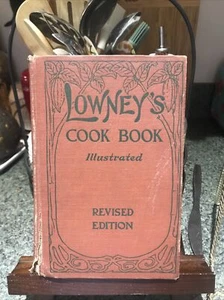 LOWNEY'S
COOK BOOK
Illustrated
REVISED
EDITION